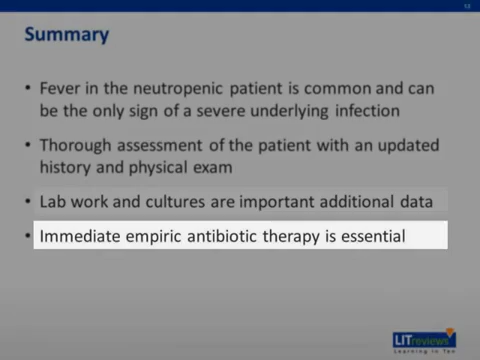 12
Summary
• Fever in the neutropenic patient is common and can
be the only sign of a severe underlying infection
• Thorough assessment of the patient with an updated
history and physical exam
• Lab work and cultures are important additional data
• Immediate empiric antibiotic therapy is essential
LITreviews
Learning in Ten